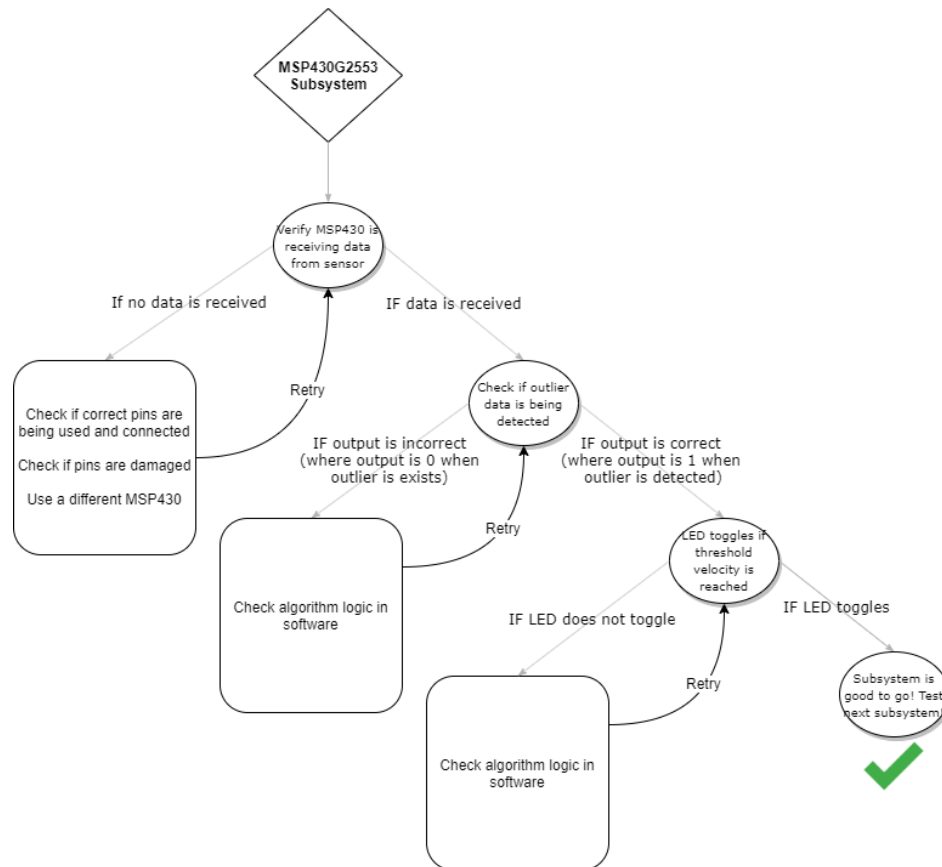 MSP430G2553
Subsystem
Verify MSP430 is
receiving data
from sensor
If no data is received
IF data is received
Retry
Check if correct pins are
being used and connected
Check if pins are damaged
Use a different MSP430
Check if outlier
data is being
detected
IF output is incorrect
(where output is 0 when
outlier is exists)
IF output is correct
(where output is 1 when
outlier is detected)
Retry
Check algorithm logic in
software
LED toggles if
threshold
velocity is
reached
IF LED does not toggle
IF LED toggles
Retry
Check algorithm logic in
software
Subsystem is
good to go! Test
next subsystem!